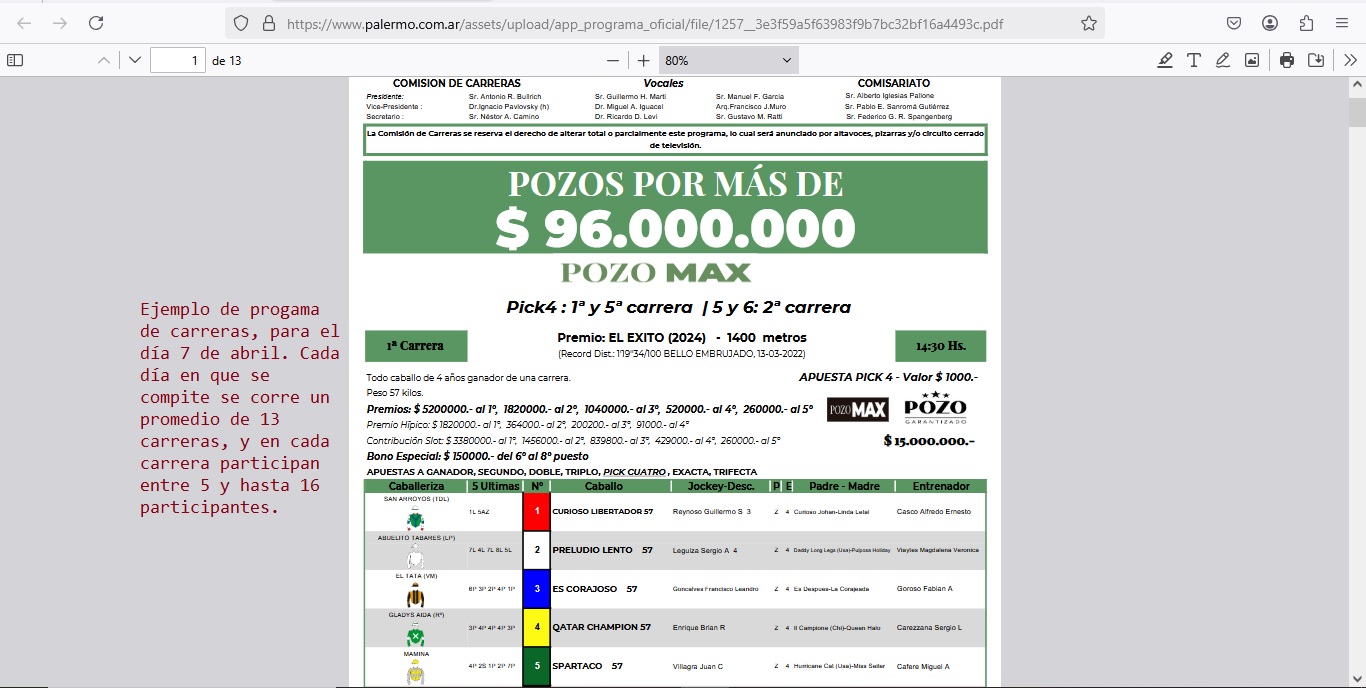 https://www.palermo.com.ar/assets/upload/app_programa_oficial/file/1257__3e3f59a5f63983f9b7bc32bf16a4493c.pdf
1 de 13
80%
COMISION DE CARRERAS Vocales COMISARIATO
Presidente: Sr. Antonio R. Bullrich Sr. Guillermo H. Marti Sr. Manuel F. Garcia Sr. Alberto Iglesias Pallone
Vice-Presidente : Dr.Ignacio Pavlovsky (h) Dr. Miguel A. Iguacel Arq.Francisco J.Muro Sr. Pablo E. Sanromá Gutiérrez
Secretario : Sr. Néstor A. Camino Dr. Ricardo D. Levi Sr. Gustavo M. Ratti Sr. Federico G. R. Spangenberg
La Comisión de Carreras se reserva el derecho de alterar total o parcialmente este programa, lo cual será anunciado por altavoces, pizarras y/o circuito cerrado
de televisión.
POZOS POR MÁS DE
$ 96.000.000
POZO MAX
Pick4 : 1ª y 5ª carrera | 5 y 6: 2ª carrera
Ejemplo de progama
de carreras, para el
día 7 de abril. Cada
día en que se
compite se corre un
promedio de 13
carreras, y en cada
carrera participan
entre 5 y hasta 16
participantes.
1ª Carrera Premio: EL EXITO (2024) - 1400 metros 14:30 Hs.
(Record Dist.: 1'19"34/100 BELLO EMBRUJADO, 13-03-2022)
Todo caballo de 4 años ganador de una carrera. APUESTA PICK 4 - Valor $ 1000.-
Peso 57 kilos.
Premios: $ 5200000.- al 1º, 1820000.- al 2º, 1040000.- al 3º, 520000.- al 4º, 260000.- al 5º POZO MAX POZO
GARANTIZADO
Premio Hípico: $ 1820000.- al 1º, 364000.- al 2º, 200200.- al 3º, 91000.- al 4º
Contribución Slot: $ 3380000.- al 1º, 1456000.- al 2º, 839800.- al 3º, 429000.- al 4º, 260000.- al 5º $ 15.000.000.-
Bono Especial: $ 150000.- del 6º al 8º puesto
APUESTAS A GANADOR, SEGUNDO, DOBLE, TRIPLO, PICK CUATRO , EXACTA, TRIFECTA
Caballeriza 5 Ultimas Nº Caballo Jockey-Desc. P E Padre - Madre Entrenador
SAN ARROYOS (TDL)
1L 5AZ 1 CURIOSO LIBERTADOR 57 Reynoso Guillermo S 3 Z 4 Curioso Johan-Linda Letal Casco Alfredo Ernesto
ABUELITO TABARES (LP)
7L 4L 7L 8L 5L 2 PRELUDIO LENTO 57 Leguiza Sergio A 4 Z 4 Daddy Long Legs (Usa)-Pulposa Holiday Vieytes Magdalena Veronica
EL TATA (VM)
6P 3P 2P 4P 1P 3 ES CORAJOSO 57 Goncalves Francisco Leandro Z 4 Es Despues-La Corajeada Goroso Fabian A
GLADYS AIDA (Rº)
3P 4P 4P 4P 3P 4 QATAR CHAMPION 57 Enrique Brian R Z 4 Il Campione (Chi)-Queen Halo Carezzana Sergio L
MAMINA
4P 2S 1P 2P 7P 5 SPARTACO 57 Villagra Juan C Z 4 Hurricane Cat (Usa)-Miss Seller Cafere Miguel A